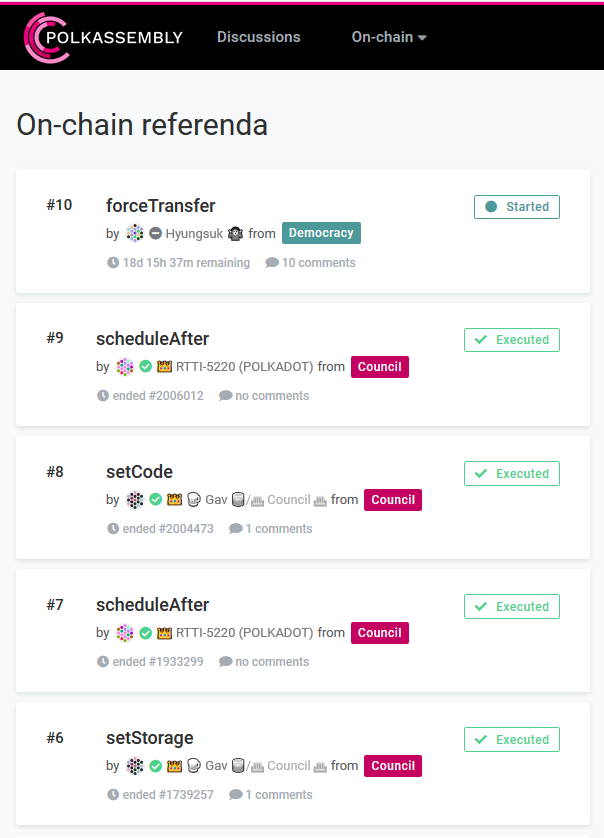 POLKASSEMBLY Discussions On-chain
On-chain referenda
#10 forceTransfer Started
by Hyungsuk from Democracy
18d 15h 37m remaining 10 comments
#9 scheduleAfter Executed
by RTTI-5220 (POLKADOT) from Council
ended #2006012 no comments
#8 setCode Executed
by Gav / Council from Council
ended #2004473 1 comments
#7 scheduleAfter Executed
by RTTI-5220 (POLKADOT) from Council
ended #1933299 no comments
#6 setStorage Executed
by Gav / Council from Council
ended #1739257 1 comments